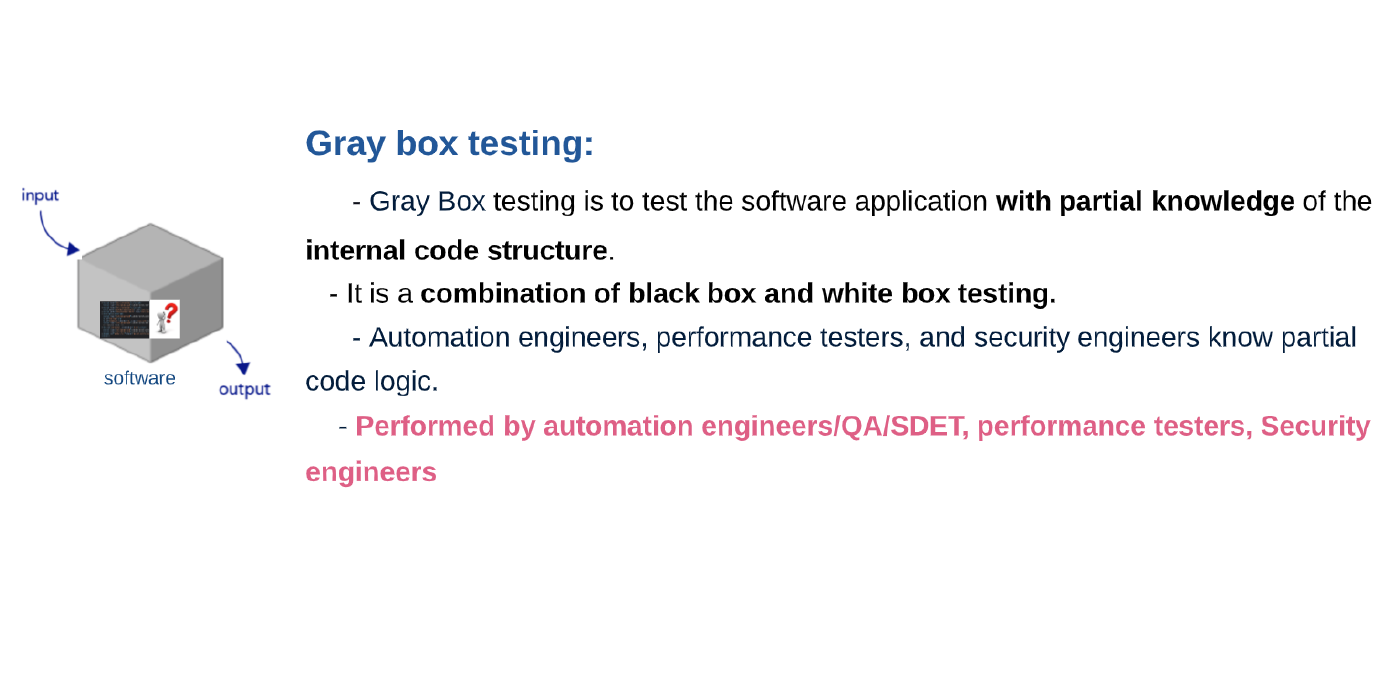 Gray box testing:
input
- Gray Box testing is to test the software application with partial knowledge of the
internal code structure.
- It is a combination of black box and white box testing.
- Automation engineers, performance testers, and security engineers know partial
code logic.
software
output
- Performed by automation engineers/QA/SDET, performance testers, Security
engineers